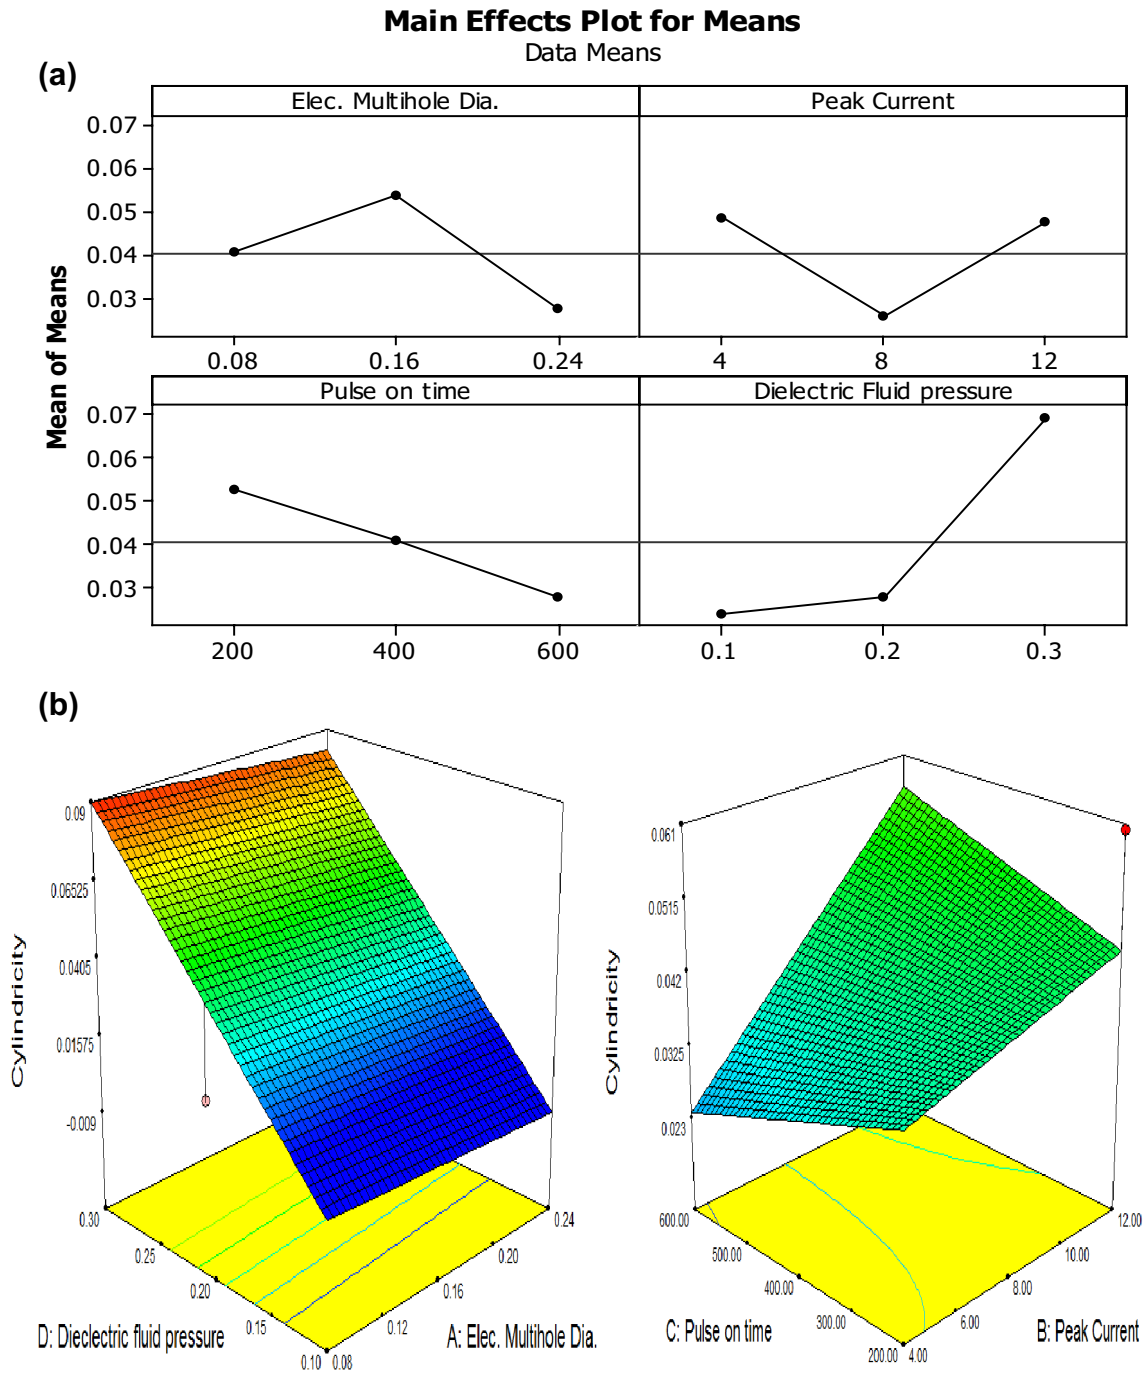 Main Effects Plot for Means
Data Means
(a)
Elec. Multihole Dia.
Peak Current
Mean of Means
0.07
0.06
0.05
0.04
0.03
0.08 0.16 0.24
4 8 12
Pulse on time
Dielectric Fluid pressure
0.07
0.06
0.05
0.04
0.03
200 400 600
0.1 0.2 0.3
(b)
Cylindricity
0.09
0.06525
0.0405
0.01575
-0.009
0.30
0.25
0.20
0.15
0.10
0.08
0.12
0.16
0.20
0.24
D: Dieclectric fluid pressure
A: Elec. Multihole Dia.
Cylindricity
0.061
0.0515
0.042
0.0325
0.023
600.00
500.00
400.00
300.00
200.00
4.00
6.00
8.00
10.00
12.00
C: Pulse on time
B: Peak Current